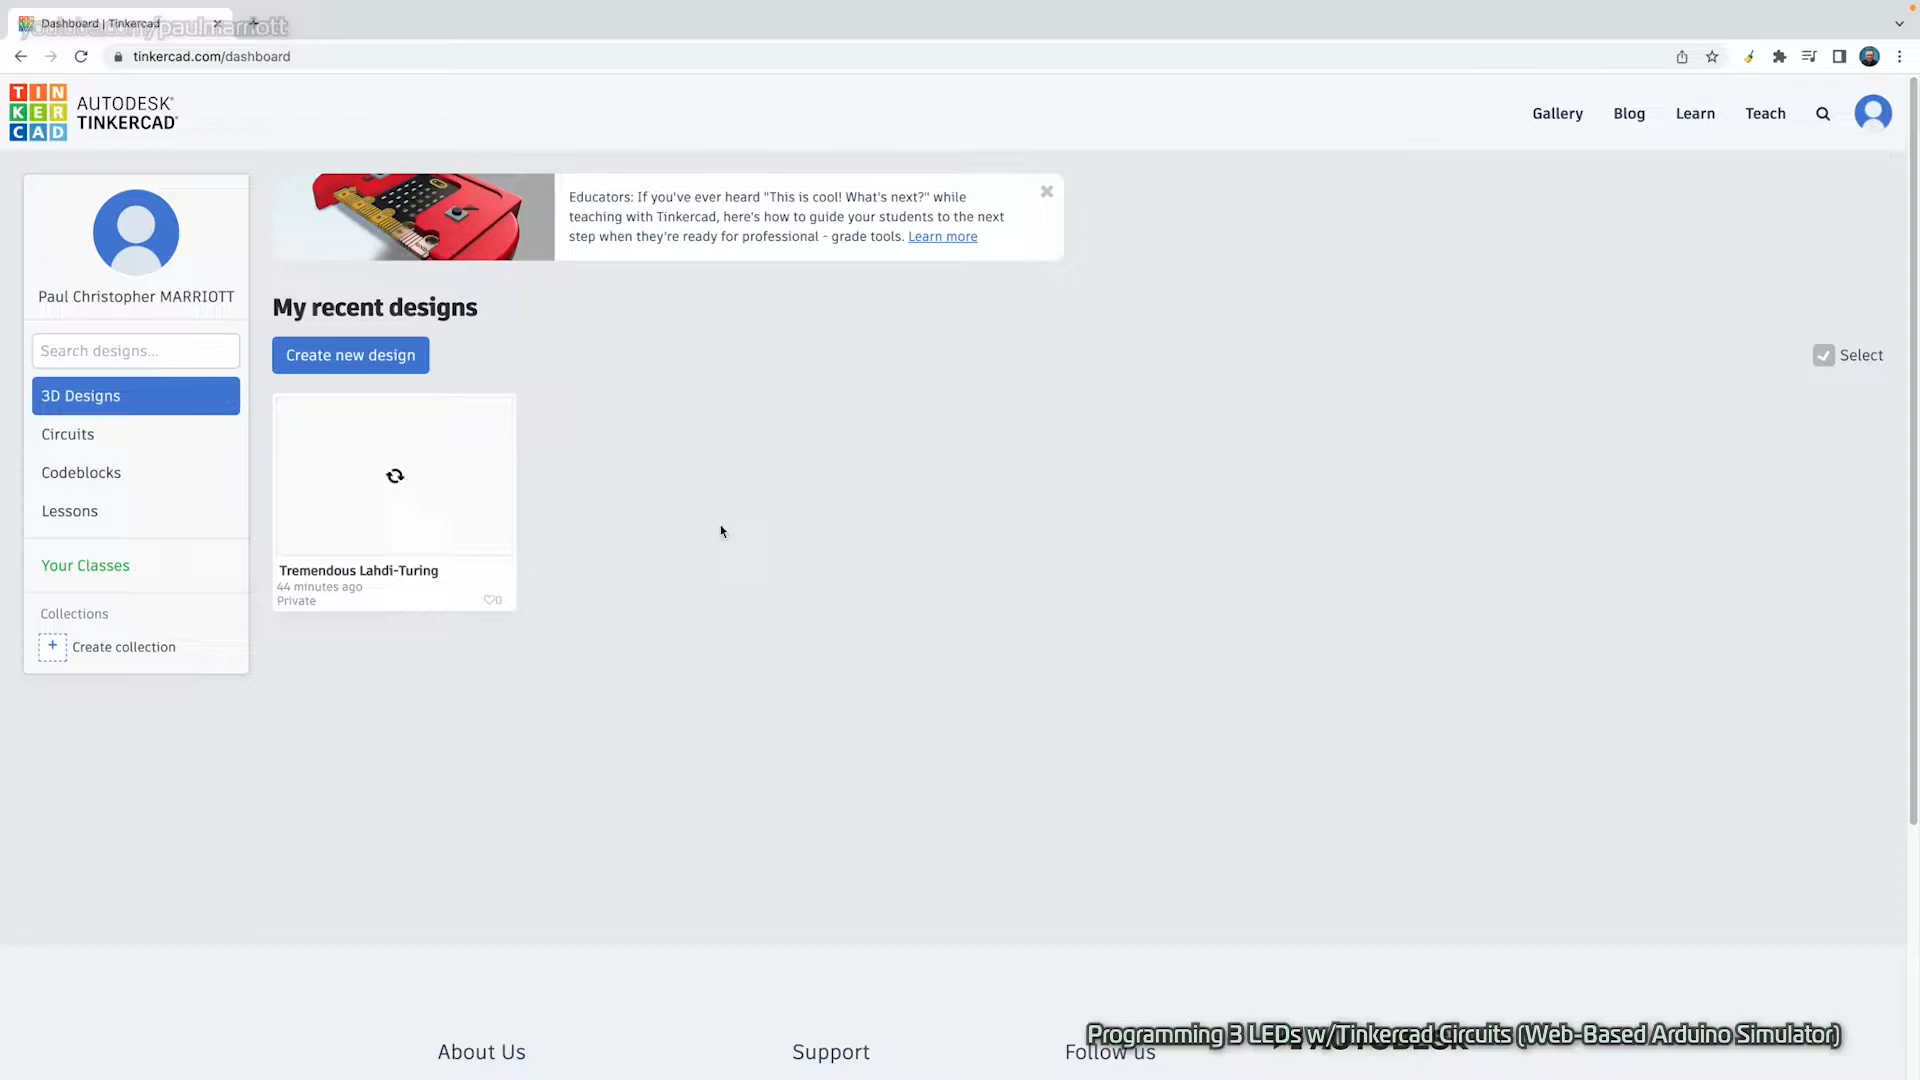 Dashboard | Tinkercad
youtube.com/paulmarriott
tinkercad.com/dashboard
TIN
KER
CAD
AUTODESK®
TINKERCAD®
Gallery
Blog
Learn
Teach
Paul Christopher MARRIOTT
Search designs...
3D Designs
Circuits
Codeblocks
Lessons
Your Classes
Collections
+ Create collection
Educators: If you've ever heard "This is cool! What's next?" while
teaching with Tinkercad, here's how to guide your students to the next
step when they're ready for professional - grade tools. Learn more
My recent designs
Create new design
Select
Tremendous Lahdi-Turing
44 minutes ago
Private
0
About Us
Support
Follow us
AUTODESK
Programming 3 LEDs w/Tinkercad Circuits (Web-Based Arduino Simulator)